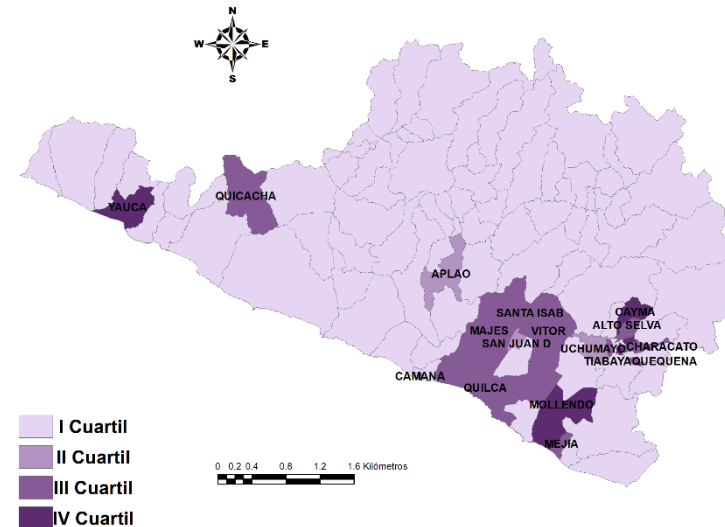 N
W E
S
QUICACHA
YAUCA
APLAO
SANTA ISAB
CAYMA
ALTO SELVA
MAJES VITOR
SAN JUAN D
UCHUMAYO CHARACATO
TIABAYA QUEQUENA
CAMANA
QUILCA
MOLLENDO
MEJIA
I Cuartil
II Cuartil
III Cuartil
IV Cuartil
0 0.2 0.4 0.8 1.2 1.6 Kilómetros